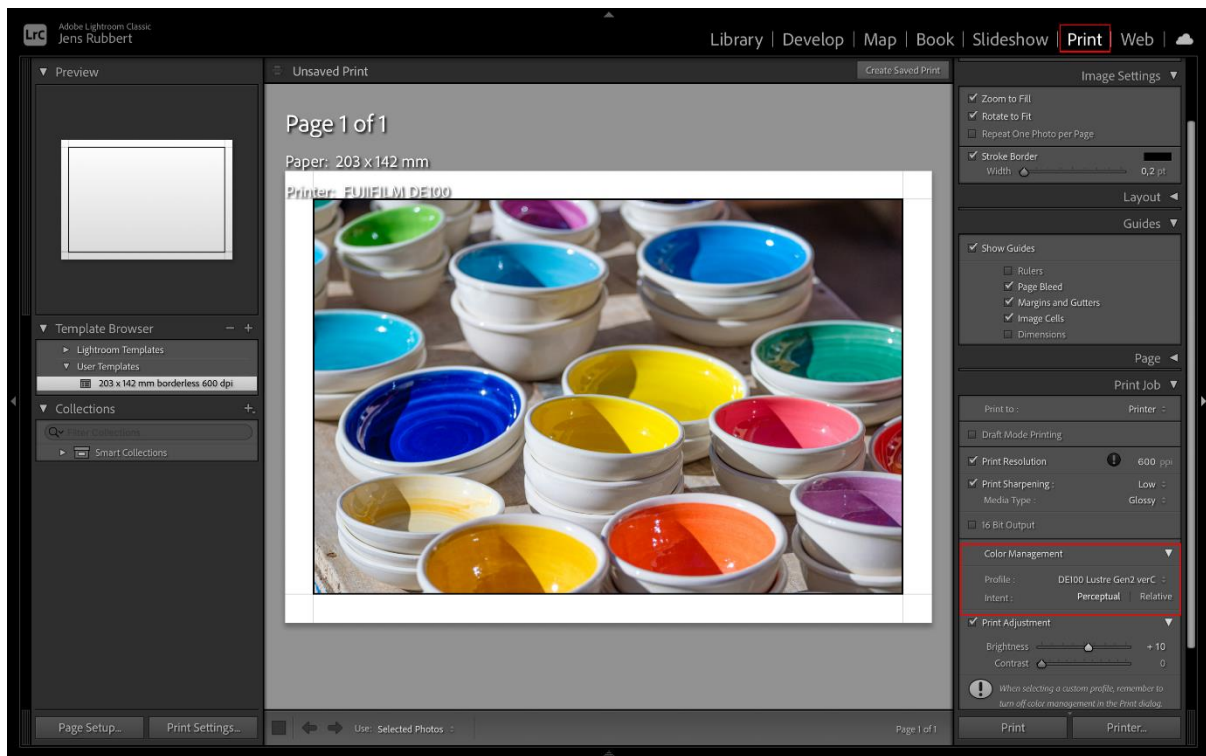 LrC
Adobe Lightroom Classic
Jens Rubbert
Library | Develop | Map | Book | Slideshow | Print | Web |
Preview
Unsaved Print
Create Saved Print
Page 1 of 1
Paper: 203 x 142 mm
Printer: FUJIFILM DE100
Template Browser
Lightroom Templates
User Templates
203 x 142 mm borderless 600 dpi
Collections
Filter Collections
Smart Collections
Page Setup...
Print Settings...
Use: Selected Photos
Page 1 of 1
Image Settings
Zoom to Fill
Rotate to Fit
Repeat One Photo per Page
Stroke Border
Width 0,2 pt
Layout
Guides
Show Guides
Rulers
Page Bleed
Margins and Gutters
Image Cells
Dimensions
Page
Print Job
Print to : Printer
Draft Mode Printing
Print Resolution 600 ppi
Print Sharpening : Low
Media Type : Glossy
16 Bit Output
Color Management
Profile : DE100 Lustre Gen2 verC
Intent : Perceptual | Relative
Print Adjustment
Brightness + 10
Contrast 0
When selecting a custom profile, remember to
turn off color management in the Print dialog.
Print
Printer...